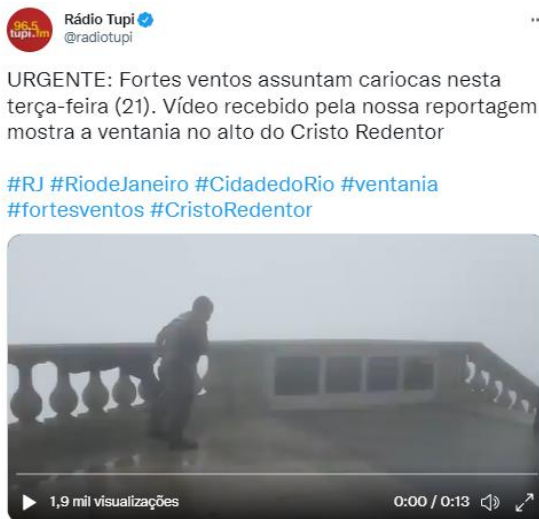 96.5
tupi.fm
Rádio Tupi
@radiotupi
URGENTE: Fortes ventos assuntam cariocas nesta
terça-feira (21). Vídeo recebido pela nossa reportagem
mostra a ventania no alto do Cristo Redentor
#RJ #RiodeJaneiro #CidadedoRio #ventania
#fortesventos #CristoRedentor
1,9 mil visualizações
0:00 / 0:13